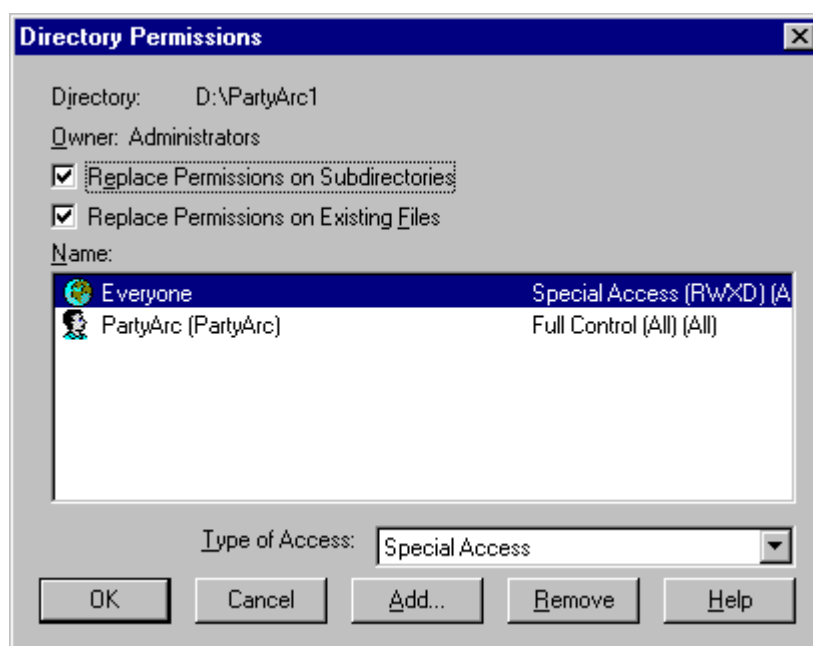 Directory Permissions
Directory: D:\PartyArc1
Owner: Administrators
Replace Permissions on Subdirectories
Replace Permissions on Existing Files
Name:
Everyone Special Access (RWXD) (A
PartyArc (PartyArc) Full Control (All) (All)
Type of Access: Special Access
OK Cancel Add... Remove Help